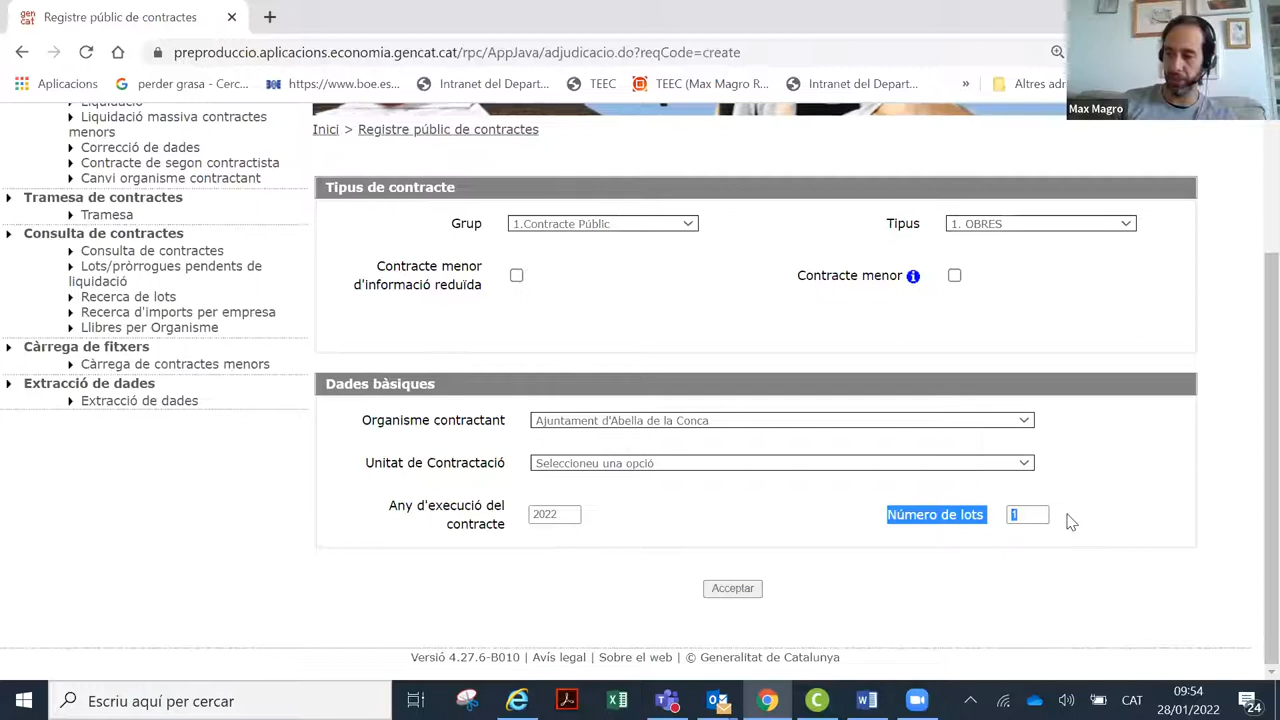 gen
cat
Registre públic de contractes
preproduccio.aplicacions.economia.gencat.cat/rpc/AppJava/adjudicacio.do?reqCode=create
Aplicacions
perder grasa - Cerc...
https://www.boe.es...
Intranet del Depart...
TEEC
TEEC (Max Magro R...
Intranet del Depart...
»
Altres adr
Max Magro
Liquidació
Liquidació massiva contractes
menors
Correcció de dades
Contracte de segon contractista
Canvi organisme contractant
Tramesa de contractes
Tramesa
Consulta de contractes
Consulta de contractes
Lots/pròrrogues pendents de
liquidació
Recerca de lots
Recerca d'imports per empresa
Llibres per Organisme
Càrrega de fitxers
Càrrega de contractes menors
Extracció de dades
Extracció de dades
Inici > Registre públic de contractes
Tipus de contracte
Grup 1.Contracte Públic Tipus 1. OBRES
Contracte menor
d'informació reduïda
Contracte menor i
Dades bàsiques
Organisme contractant Ajuntament d'Abella de la Conca
Unitat de Contractació Seleccioneu una opció
Any d'execució del
contracte
2022 Número de lots 1
Acceptar
Versió 4.27.6-B010 | Avís legal | Sobre el web | © Generalitat de Catalunya
Escriu aquí per cercar
CAT
09:54
28/01/2022
24